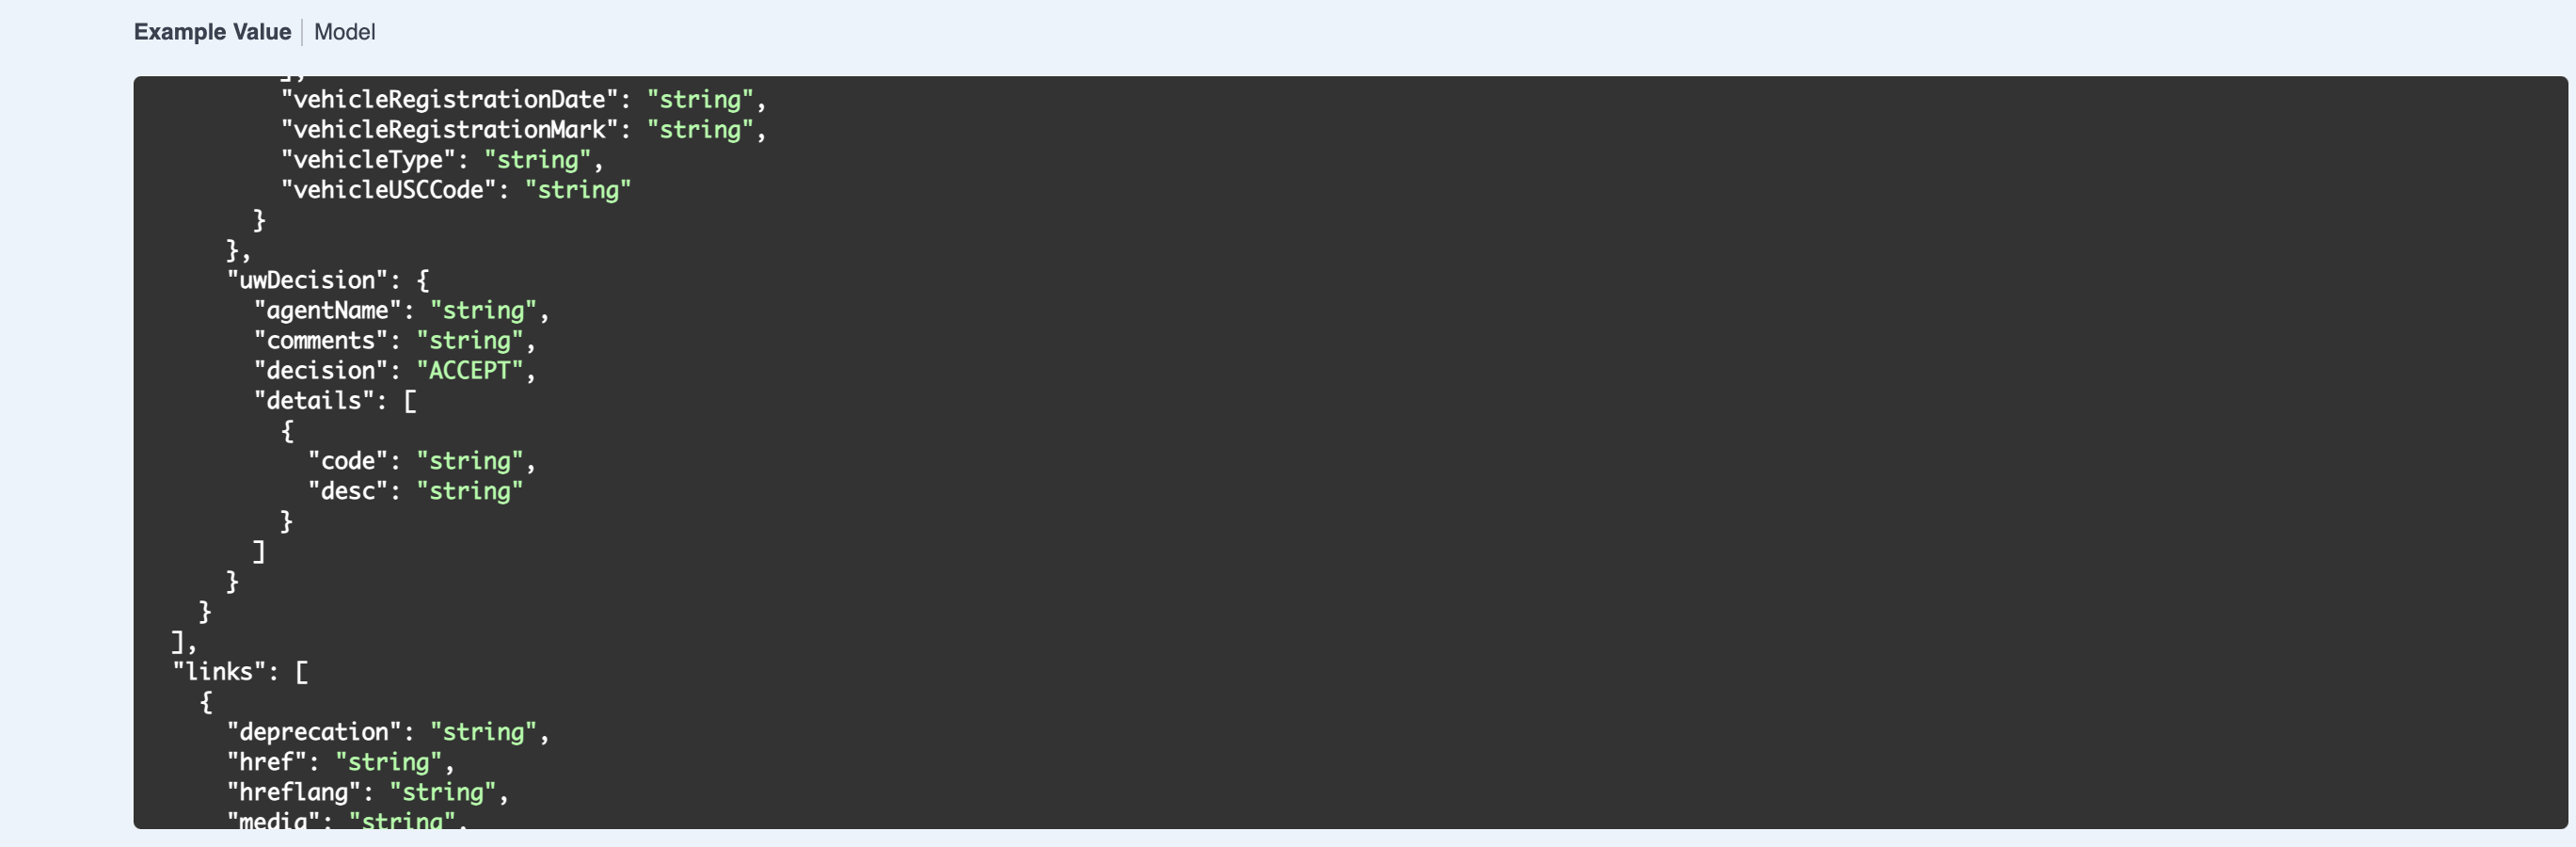 Example Value | Model
],
"vehicleRegistrationDate": "string",
"vehicleRegistrationMark": "string",
"vehicleType": "string",
"vehicleUSCCode": "string"
}
},
"uwDecision": {
"agentName": "string",
"comments": "string",
"decision": "ACCEPT",
"details": [
{
"code": "string",
"desc": "string"
}
]
}
}
],
"links": [
{
"deprecation": "string",
"href": "string",
"hreflang": "string",
"media": "string",